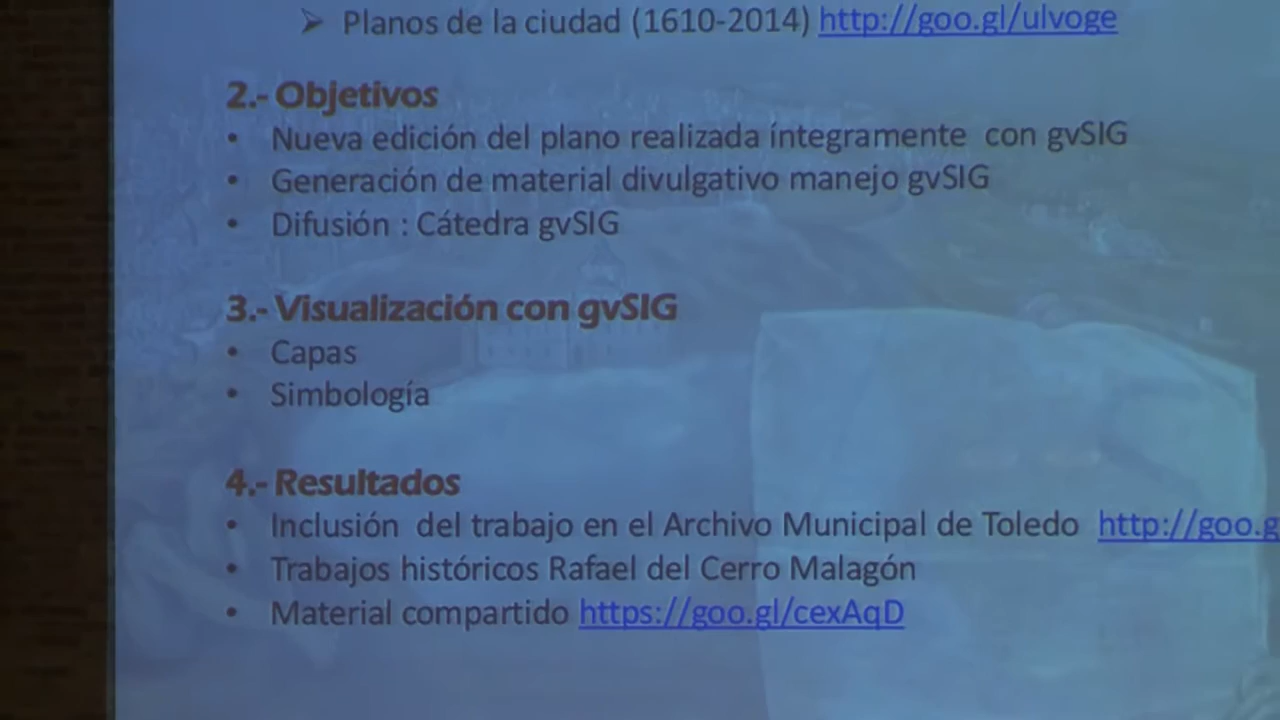 ➢ Planos de la ciudad (1610-2014) http://goo.gl/ulvoge
2.- Objetivos
• Nueva edición del plano realizada íntegramente con gvSIG
• Generación de material divulgativo manejo gvSIG
• Difusión : Cátedra gvSIG
3.- Visualización con gvSIG
• Capas
• Simbología
4.- Resultados
• Inclusión del trabajo en el Archivo Municipal de Toledo http://goo.g
• Trabajos históricos Rafael del Cerro Malagón
• Material compartido https://goo.gl/cexAqD